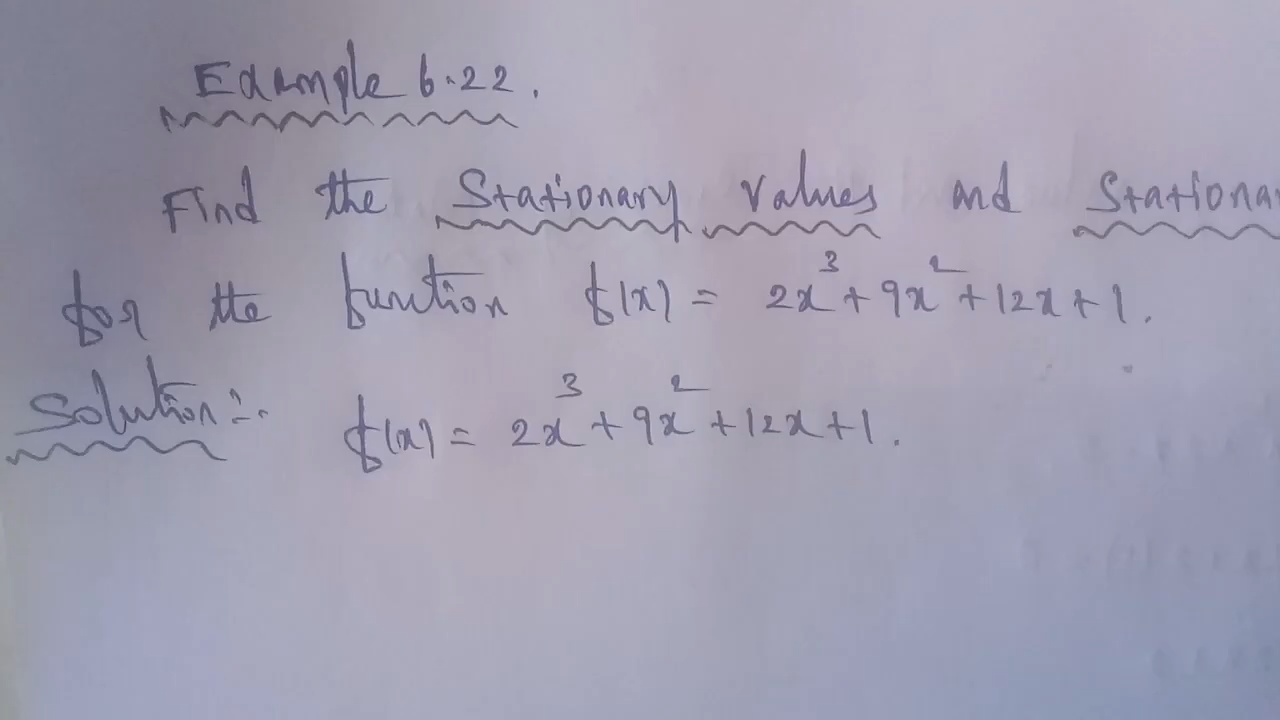 Example 6.22.
Find the Stationary values and Stationa
for the function f(x) = 2x³ + 9x² + 12x + 1.
Solution:- f(x) = 2x³ + 9x² + 12x + 1.